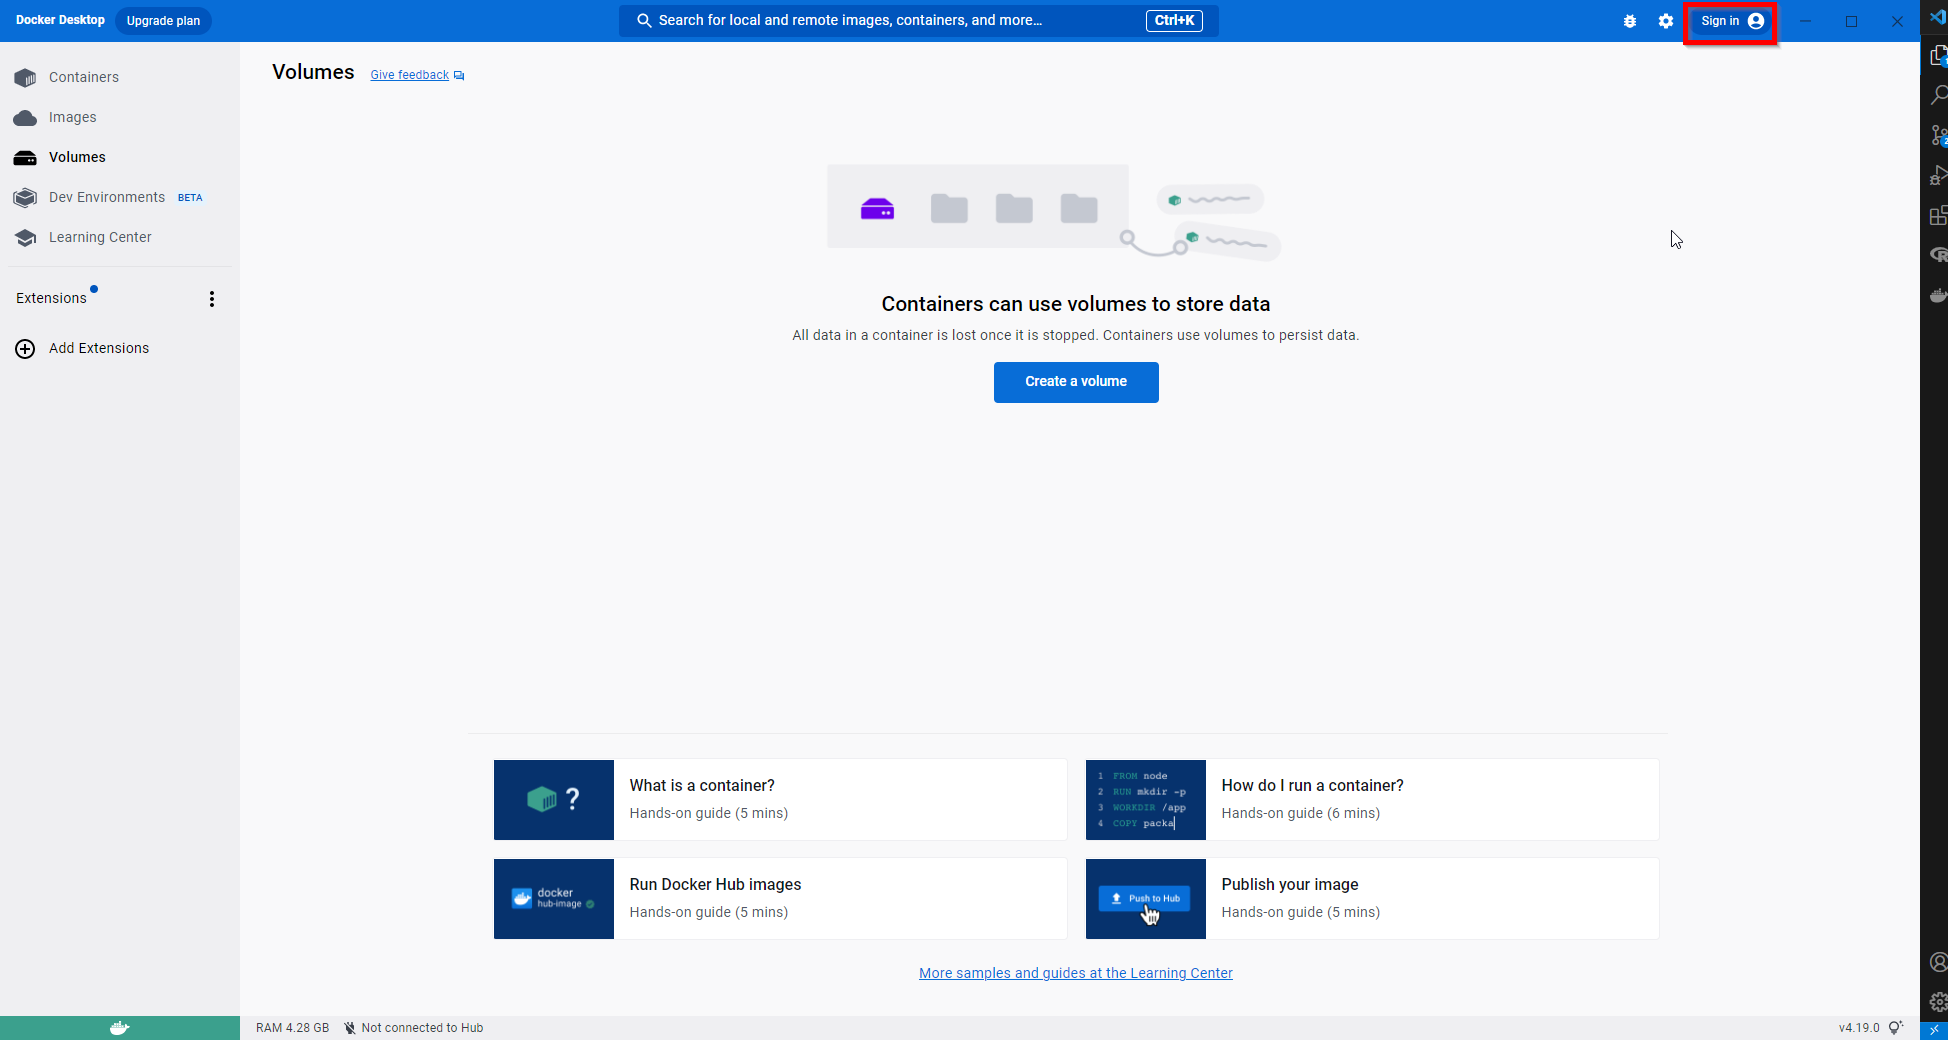 Docker Desktop Upgrade plan Search for local and remote images, containers, and more... Ctrl+K Sign in
Containers
Images
Volumes
Dev Environments BETA
Learning Center
Extensions
Add Extensions
Volumes Give feedback
Containers can use volumes to store data
All data in a container is lost once it is stopped. Containers use volumes to persist data.
Create a volume
?
What is a container?
Hands-on guide (5 mins)
1 FROM node
2 RUN mkdir -p
3 WORKDIR /app
4 COPY packa
How do I run a container?
Hands-on guide (6 mins)
docker
hub-image
Run Docker Hub images
Hands-on guide (5 mins)
Push to Hub
Publish your image
Hands-on guide (5 mins)
More samples and guides at the Learning Center
RAM 4.28 GB Not connected to Hub v4.19.0